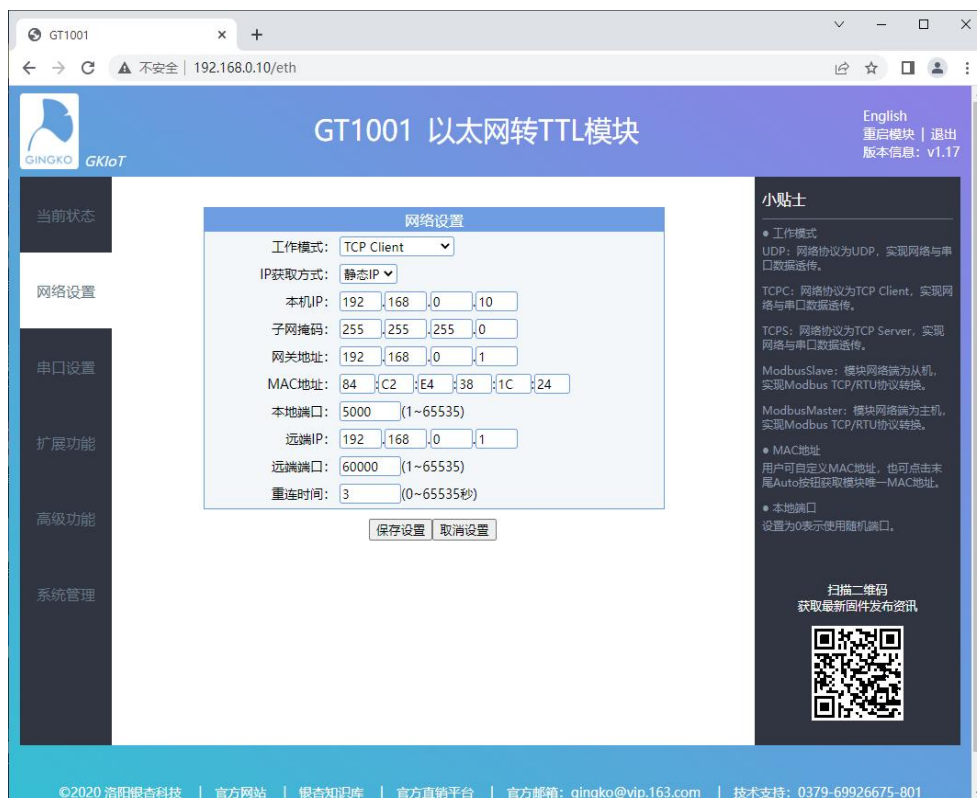 GT1001
不安全 | 192.168.0.10/eth
GINGKO GKIoT
GT1001 以太网转TTL模块
English
重启模块 | 退出
版本信息：v1.17
当前状态
网络设置
串口设置
扩展功能
高级功能
系统管理
网络设置
工作模式： TCP Client
IP获取方式： 静态IP
本机IP： 192 .168 .0 .10
子网掩码： 255 .255 .255 .0
网关地址： 192 .168 .0 .1
MAC地址： 84 :C2 :E4 :38 :1C :24
本地端口： 5000 (1~65535)
远端IP： 192 .168 .0 .1
远端端口： 60000 (1~65535)
重连时间： 3 (0~65535秒)
保存设置 取消设置
小贴士
● 工作模式
UDP：网络协议为UDP，实现网络与串
口数据透传。
TCPC：网络协议为TCP Client，实现网
络与串口数据透传。
TCPS：网络协议为TCP Server，实现
网络与串口数据透传。
ModbusSlave：模块网络端为从机，
实现Modbus TCP/RTU协议转换。
ModbusMaster：模块网络端为主机，
实现Modbus TCP/RTU协议转换。
● MAC地址
用户可自定义MAC地址，也可点击末
尾Auto按钮获取模块唯一MAC地址。
● 本地端口
设置为0表示使用随机端口。
扫描二维码
获取最新固件发布资讯
©2020 洛阳银杏科技 | 官方网站 | 银杏知识库 | 官方直销平台 | 官方邮箱：gingko@vip.163.com | 技术支持：0379-69926675-801